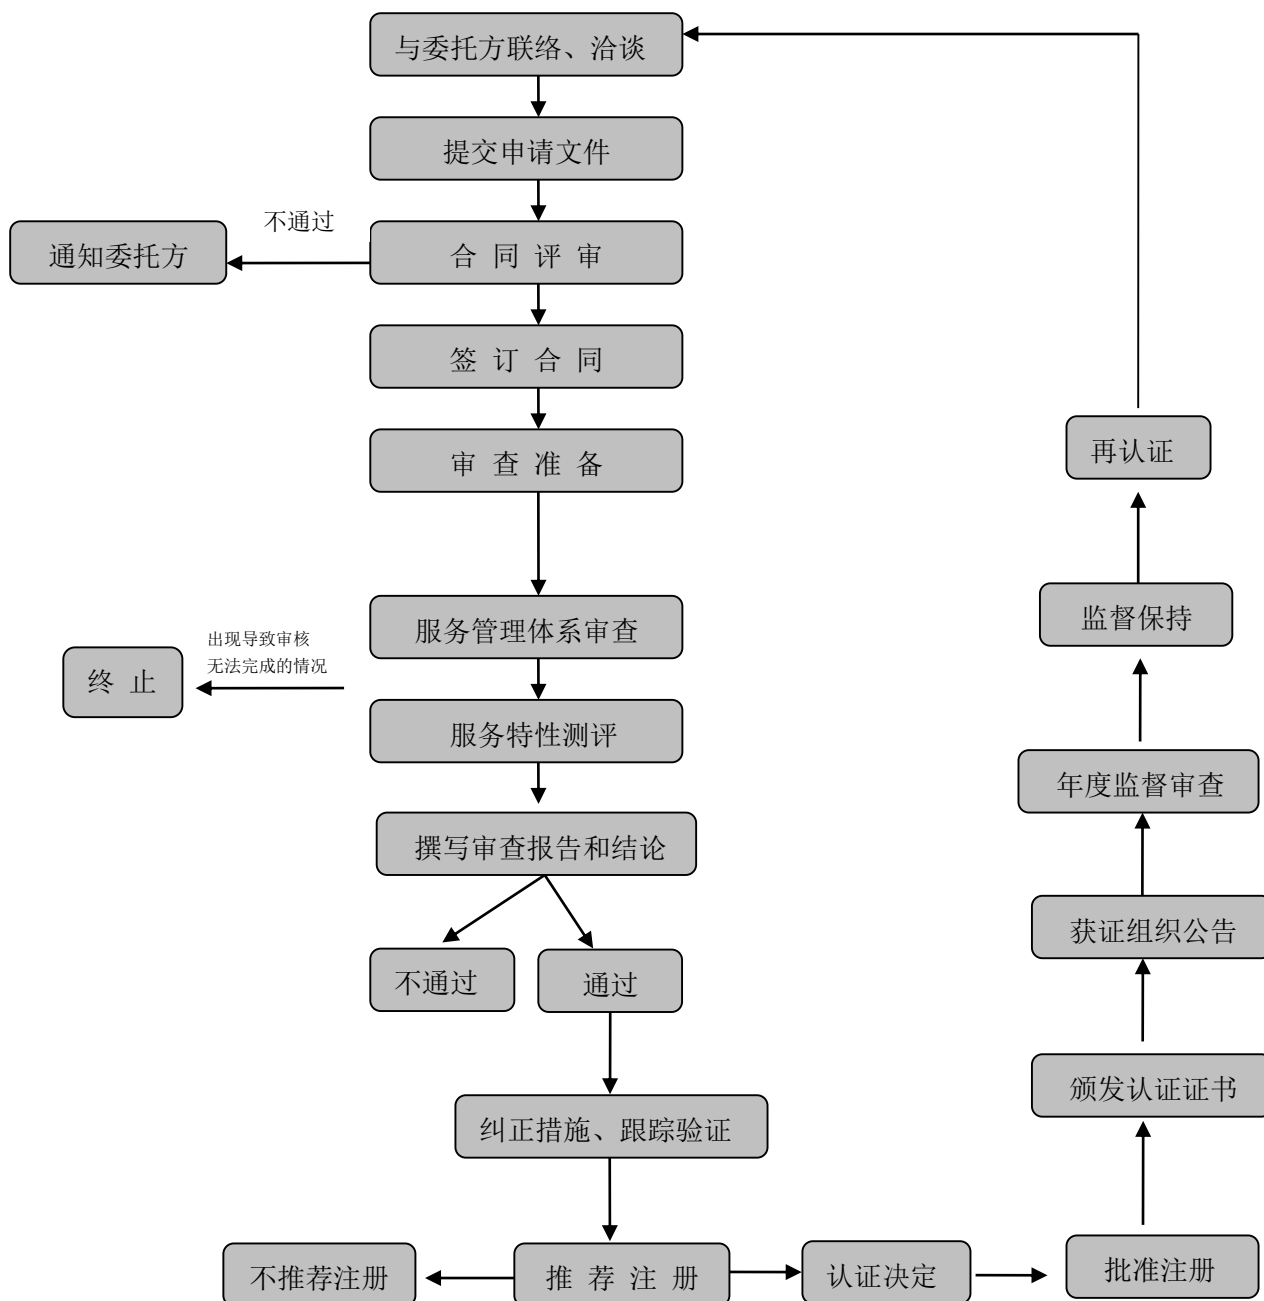 与委托方联络、洽谈
提交申请文件
不通过
通知委托方
合 同 评 审
签 订 合 同
审 查 准 备
再认证
服务管理体系审查
监督保持
出现导致审核
无法完成的情况
终 止
服务特性测评
年度监督审查
撰写审查报告和结论
获证组织公告
不通过
通过
颁发认证证书
纠正措施、跟踪验证
不推荐注册
推 荐 注 册
认证决定
批准注册